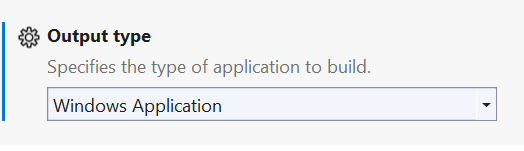 Output type
Specifies the type of application to build.
Windows Application